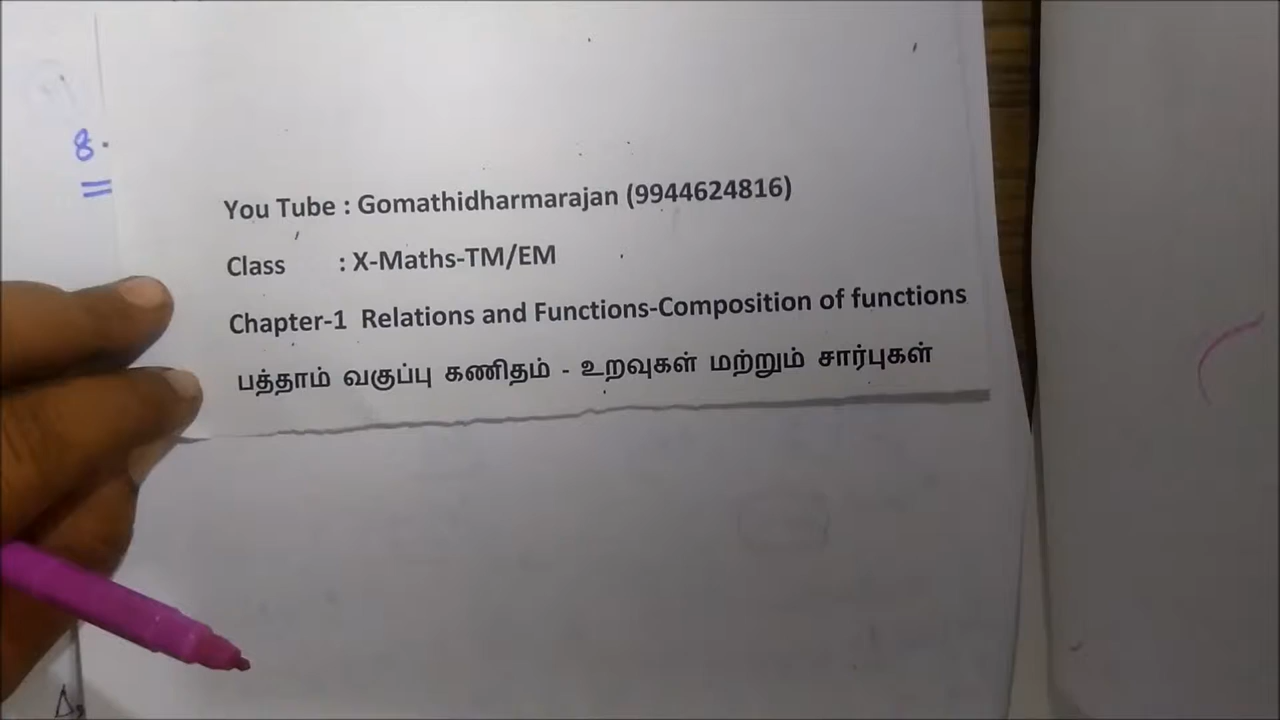 8.
You Tube : Gomathidharmarajan (9944624816)
Class : X-Maths-TM/EM
Chapter-1 Relations and Functions-Composition of functions
பத்தாம் வகுப்பு கணிதம் - உறவுகள் மற்றும் சார்புகள்